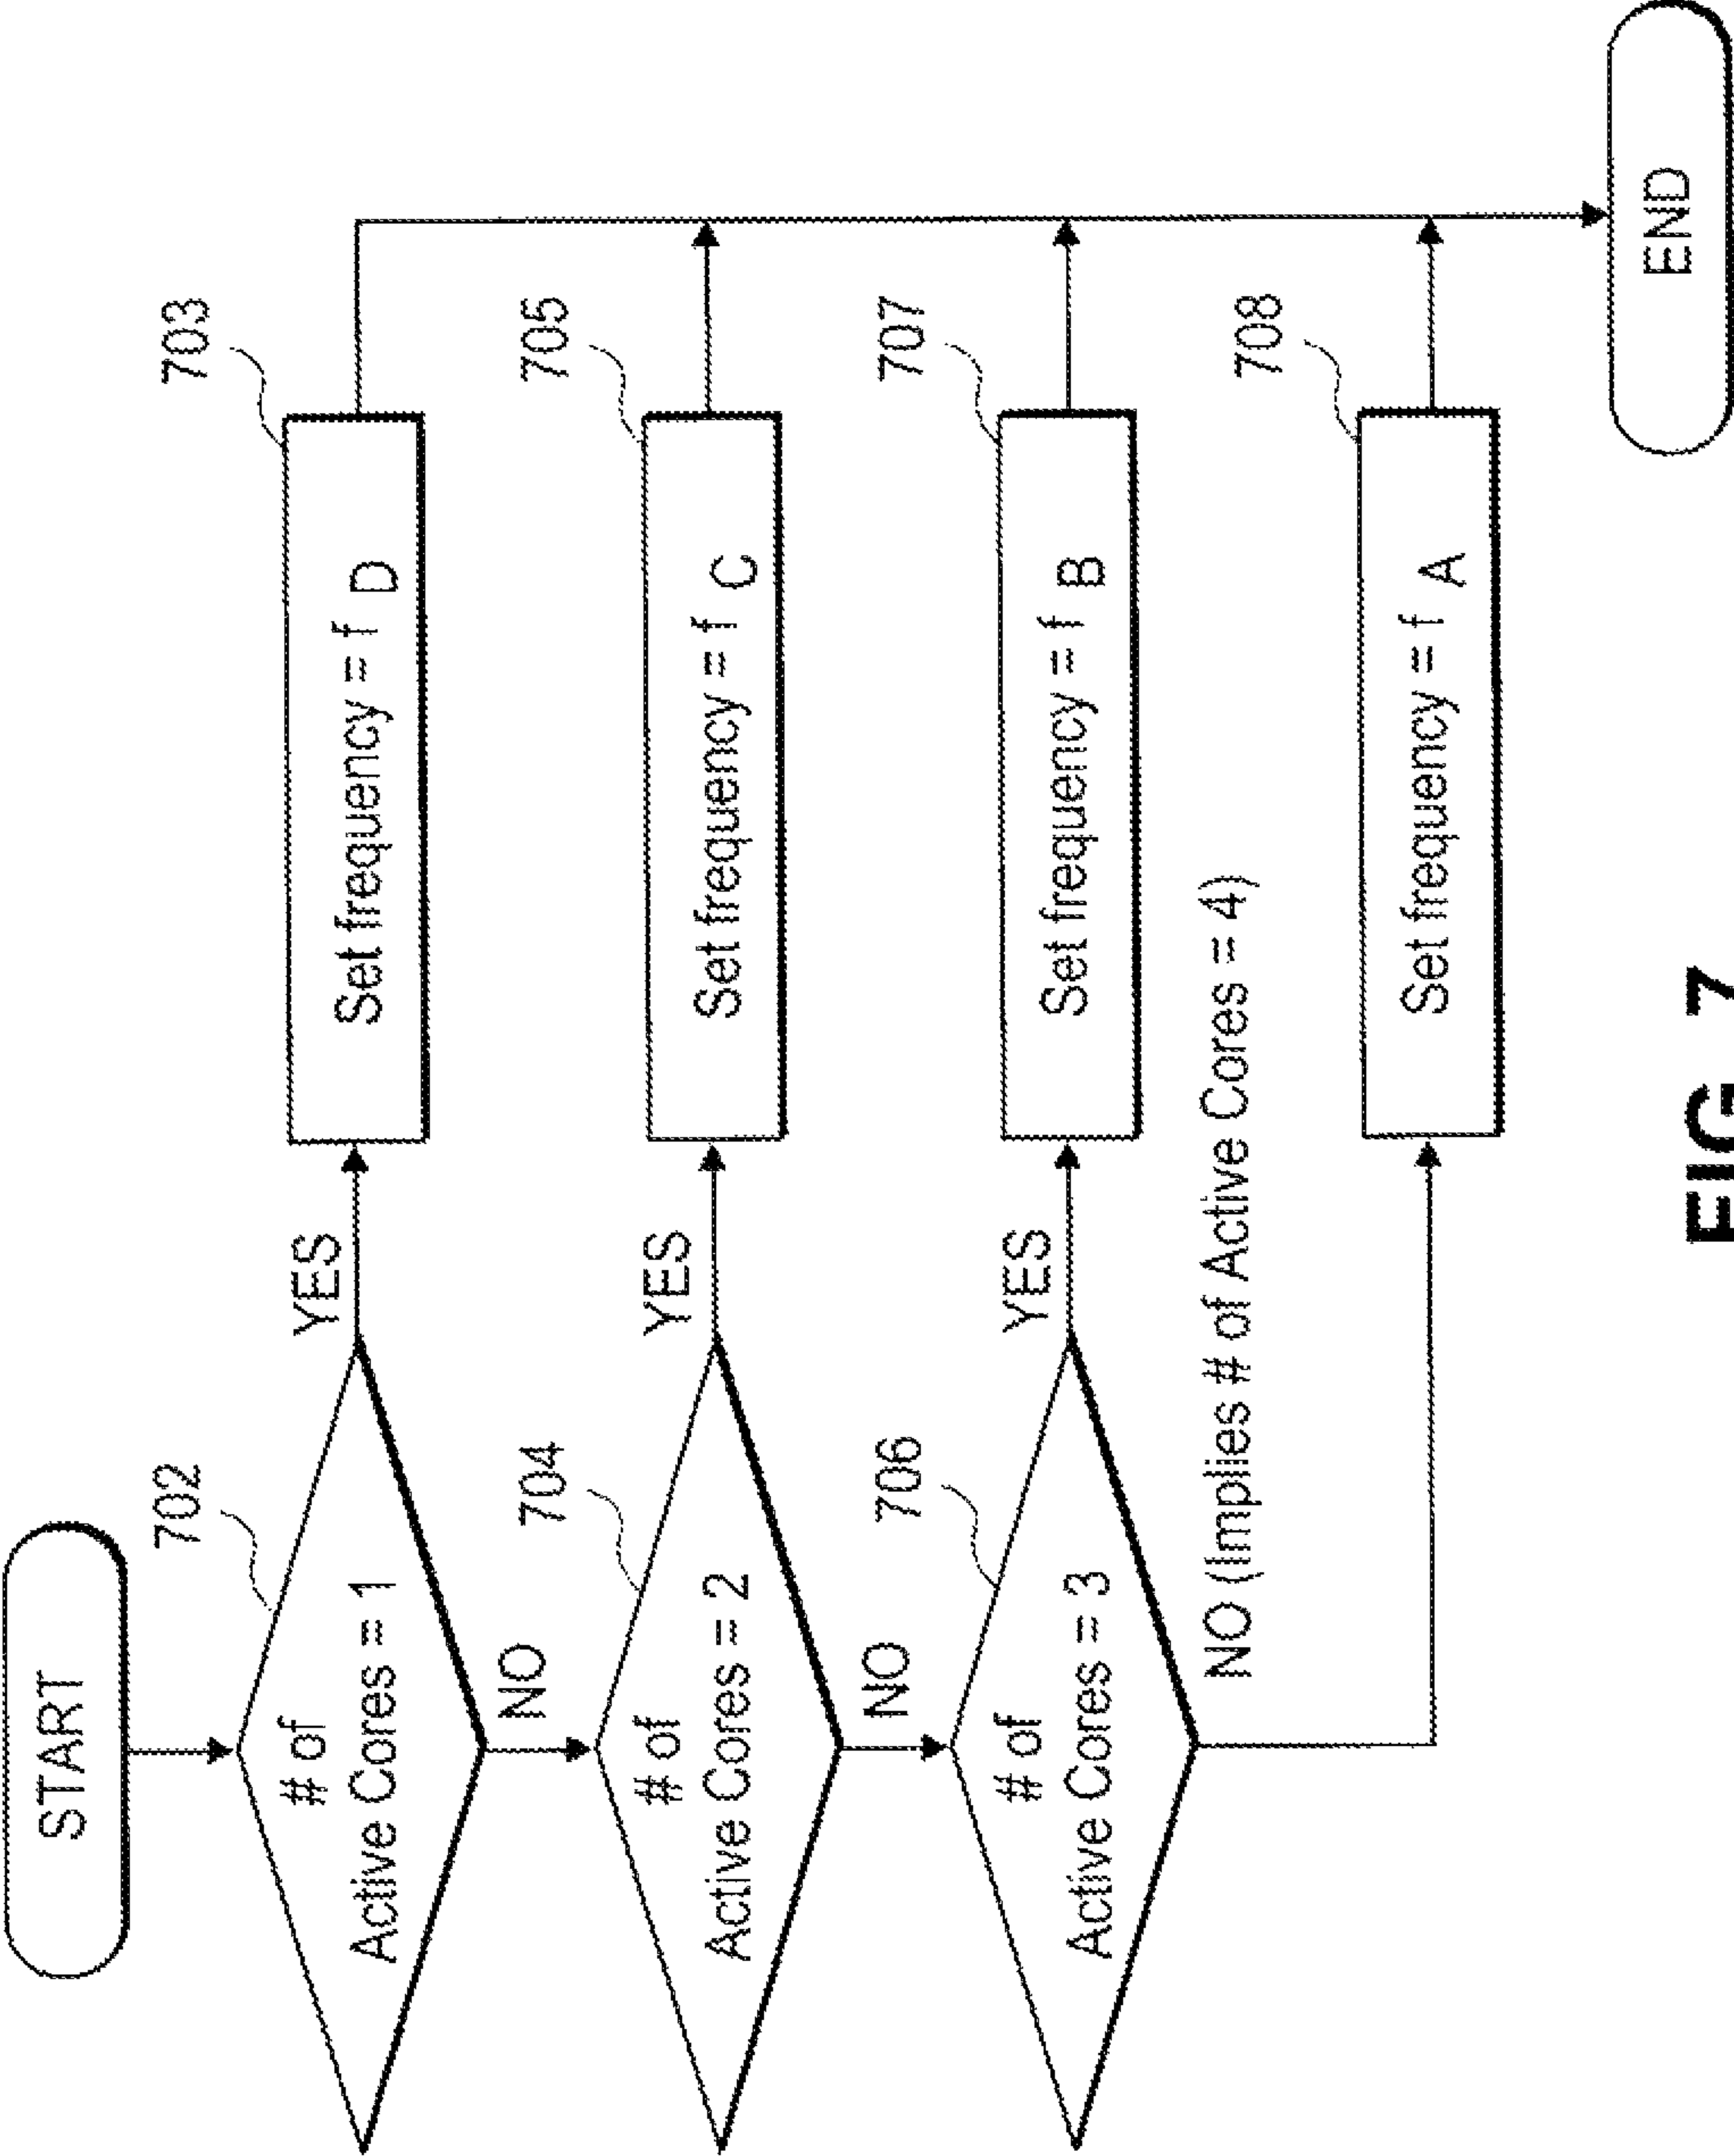 START
702
# of
Active Cores = 1
YES
703
Set frequency = f D
NO
704
# of
Active Cores = 2
YES
705
Set frequency = f C
NO
706
# of
Active Cores = 3
YES
707
Set frequency = f B
NO (Implies # of Active Cores = 4)
708
Set frequency = f A
END
FIG. 7